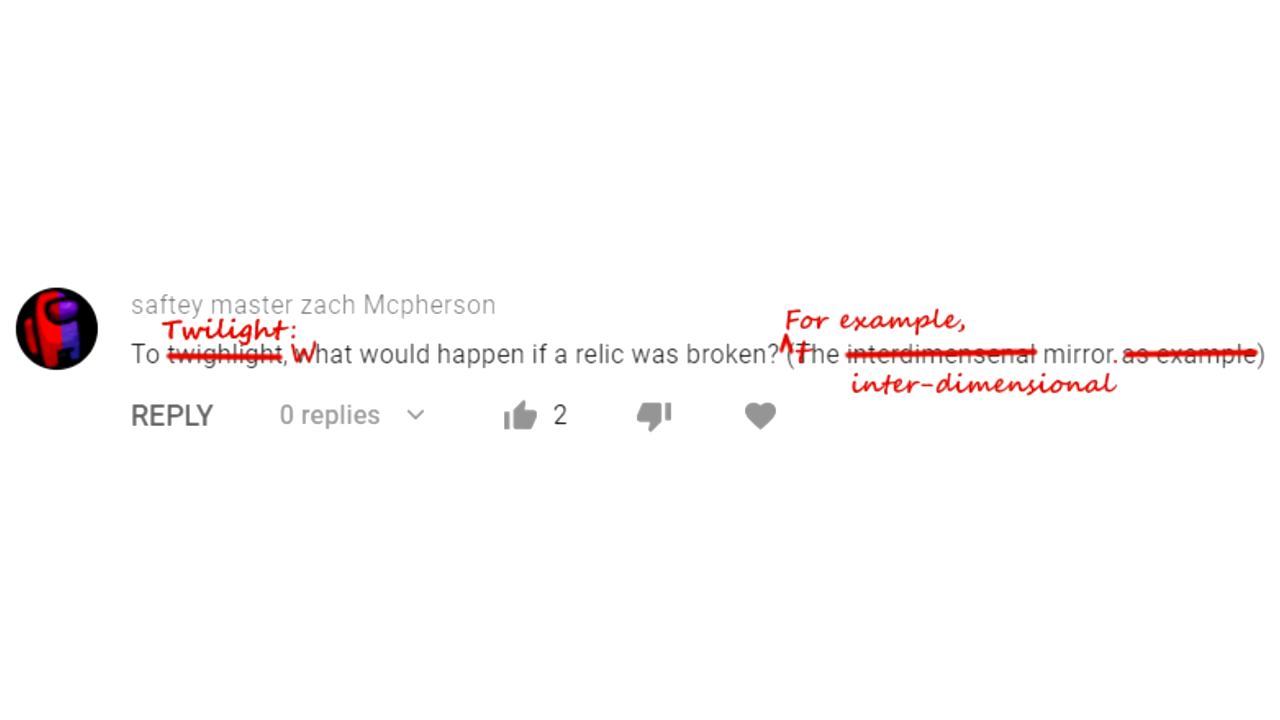 saftey master zach Mcpherson
Twilight: For example,
To twighlight, What would happen if a relic was broken? (The interdimensenal mirror. as example)
inter-dimensional
REPLY 0 replies 2